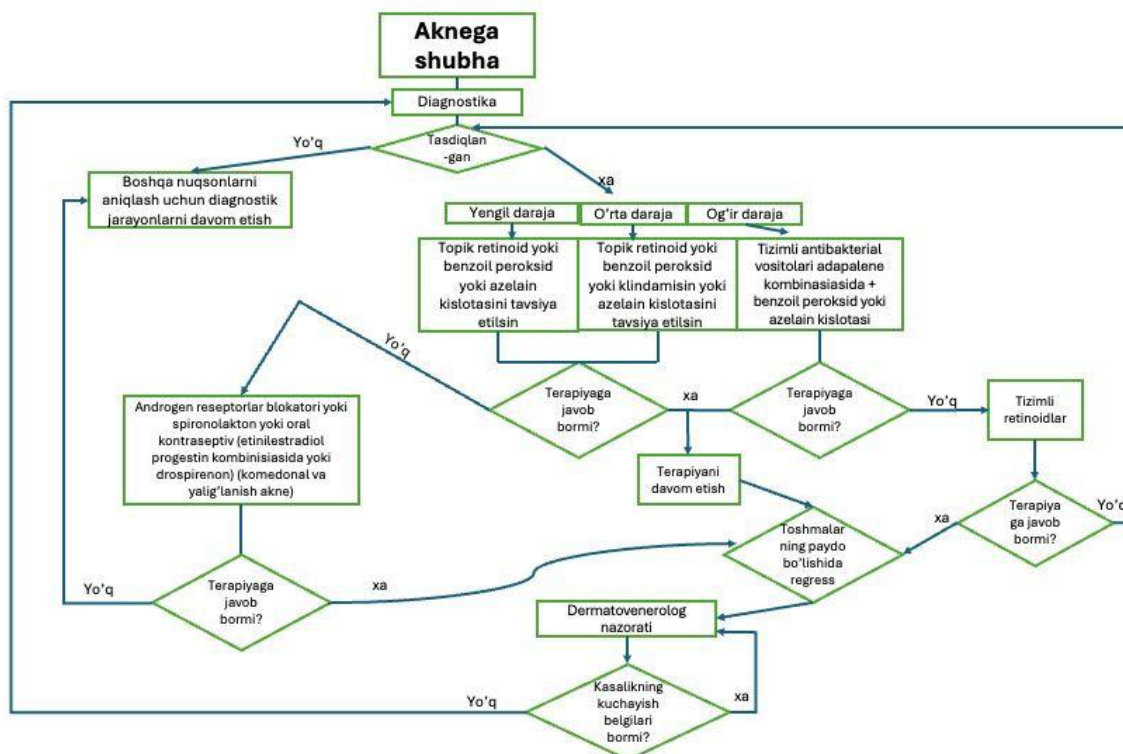 Aknega
shubha
Diagnostika
Tasdiqlan
-gan
Yo'q
xa
Boshqa nuqsonlarni
aniqlash uchun diagnostik
jarayonlarni davom etish
Yengil daraja
O'rta daraja
Og'ir daraja
Topik retinoid yoki
benzoil peroksid
yoki azelain
kislotasini tavsiya
etilsin
Topik retinoid yoki
benzoil peroksid
yoki klindamisin yoki
azelain kislotasini
tavsiya etilsin
Tizimli antibakterial
vositolari adapalene
kombinasiasida +
benzoil peroksid yoki
azelain kislotasi
Yo'q
Terapiyaga
javob
bormi?
xa
Terapiyaga
javob
bormi?
Yo'q
Tizimli
retinoidlar
Androgen reseptorlar blokatori yoki
spironolakton yoki oral
kontraseptiv (etinilestradiol
progestin kombinisiasida yoki
drospirenon) (komedonal va
yalig'lanish akne)
Terapiyani
davom etish
Terapiya
ga javob
bormi?
Yo'q
xa
Toshmalar
ning paydo
bo'lishida
regress
Terapiyaga
javob
bormi?
Yo'q
xa
Dermatovenerolog
nazorati
Kasalikning
kuchayish
belgilari
bormi?
Yo'q
xa